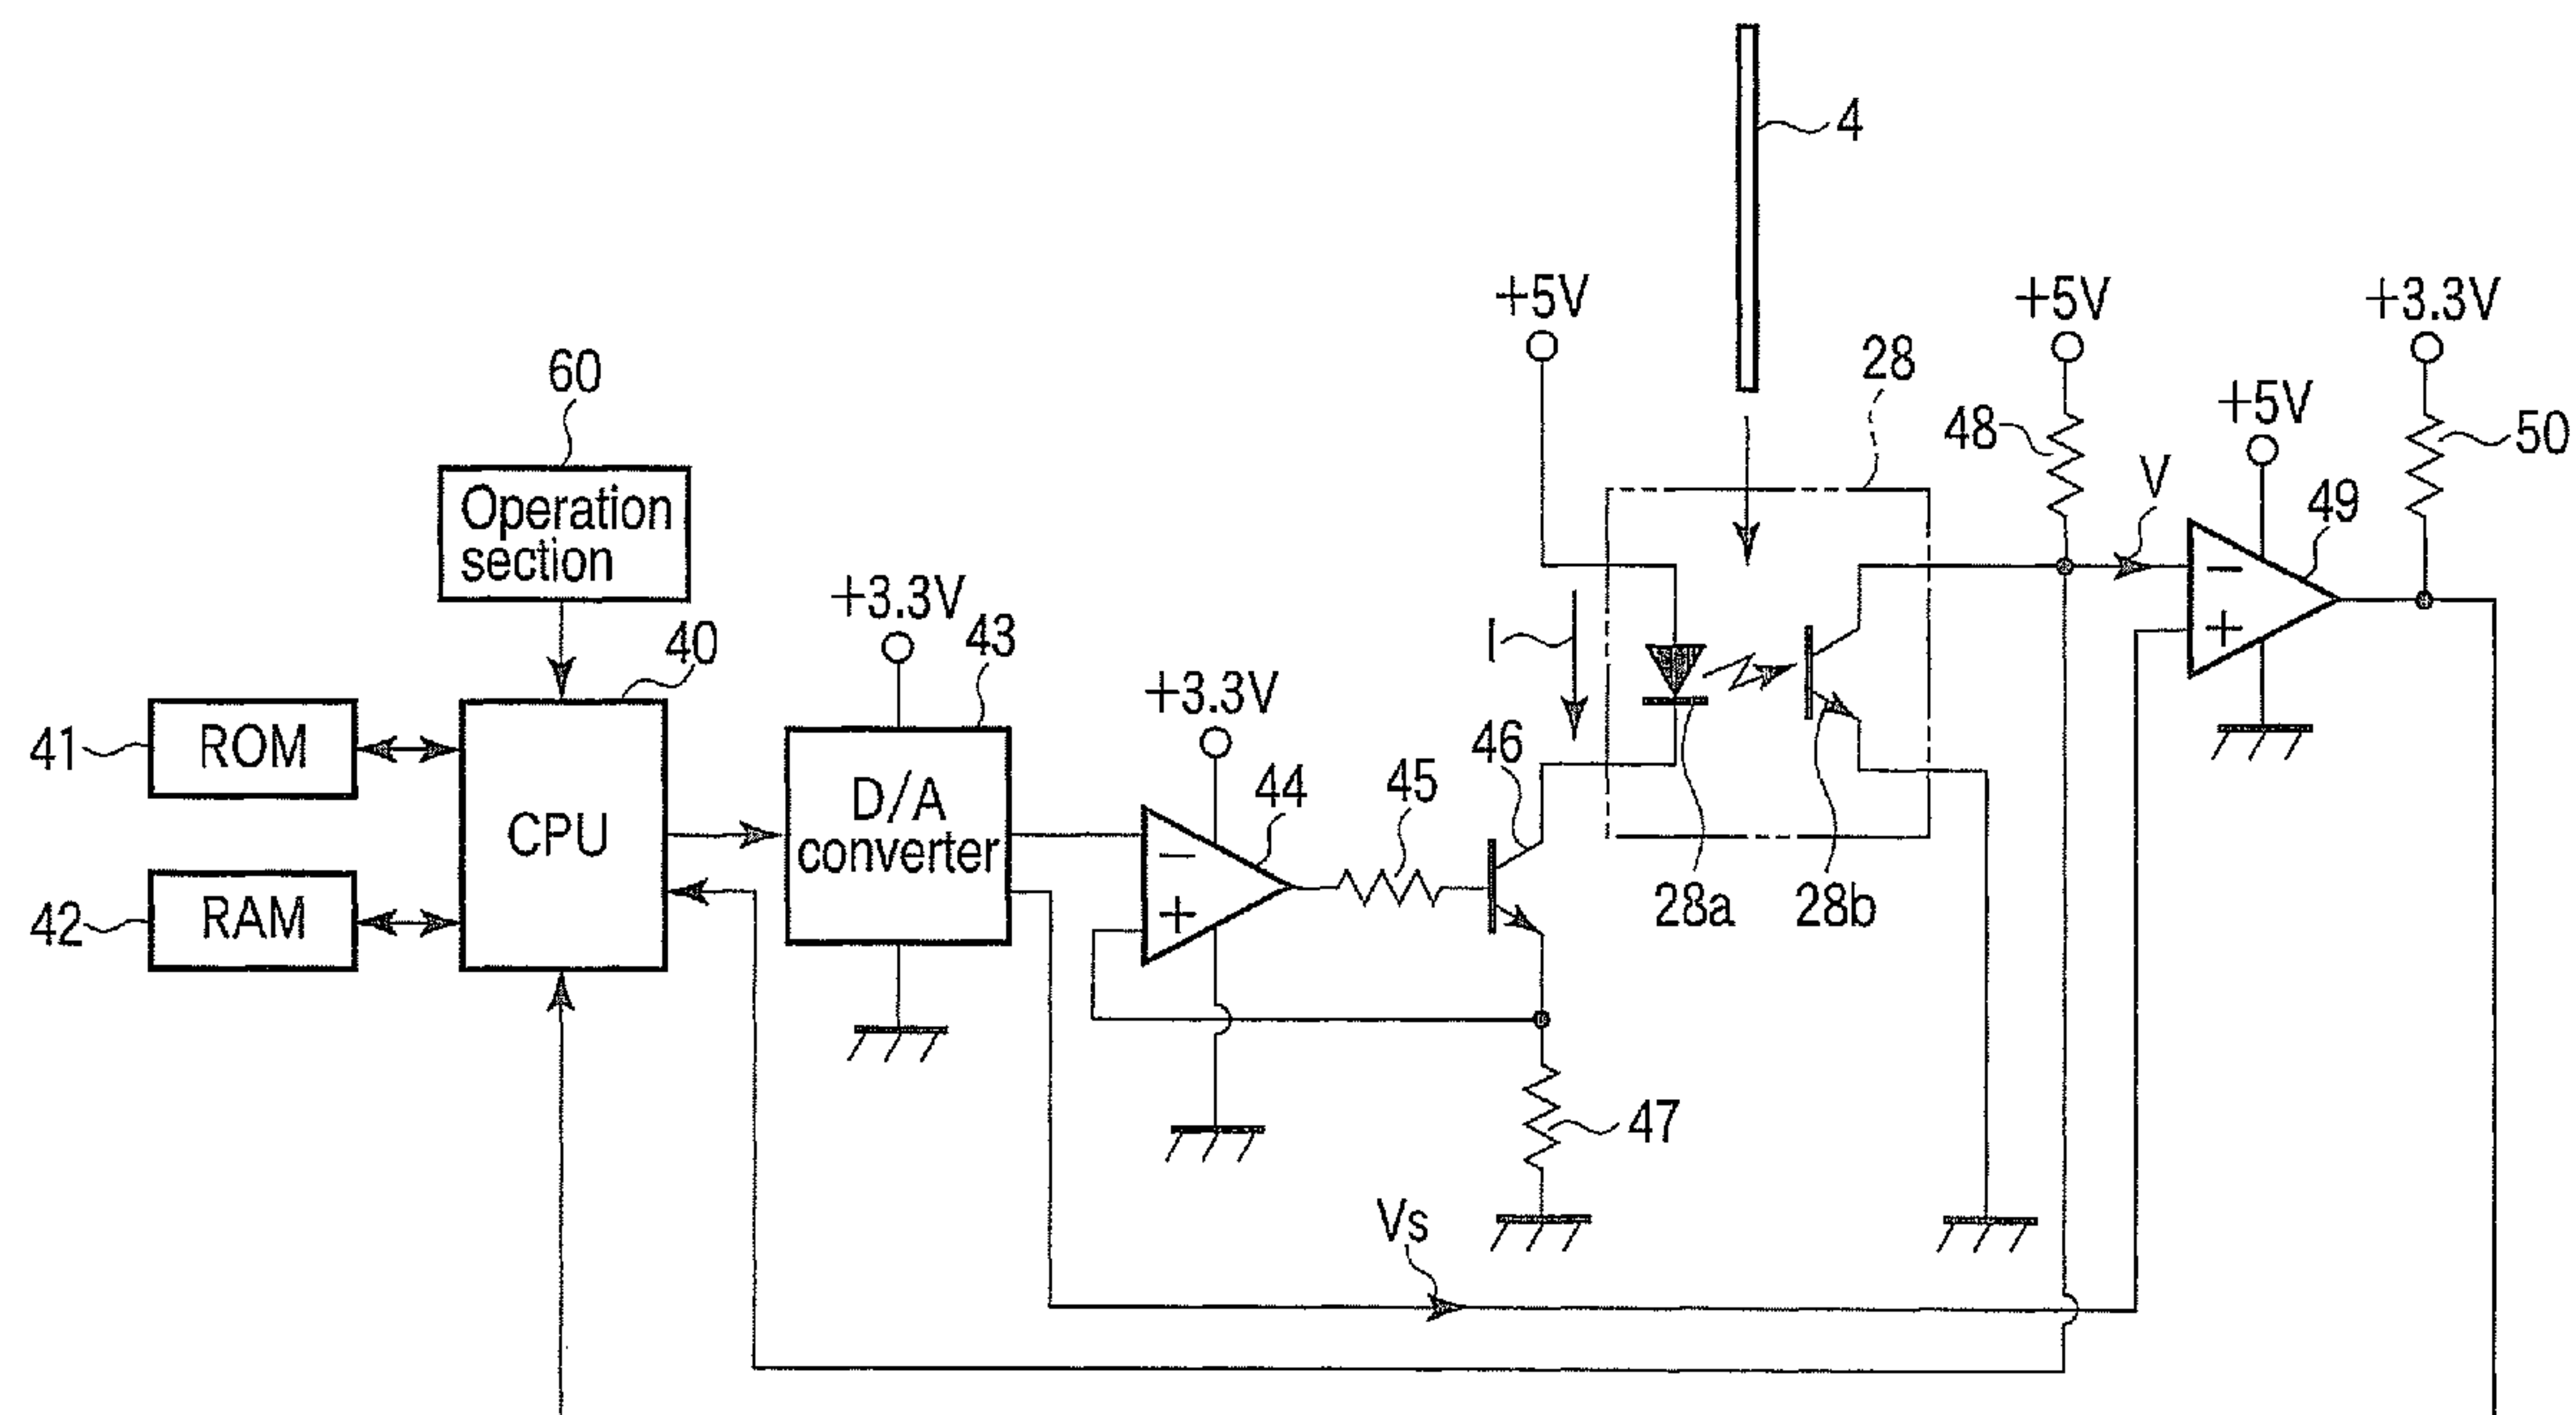 4
+5V
+5V
+3.3V
28
60
+5V
48
50
V
49
Operation
section
+3.3V
43
40
I
−
+
+3.3V
41
ROM
CPU
D/A
converter
44
45
46
−
+
28a
28b
42
RAM
47
Vs